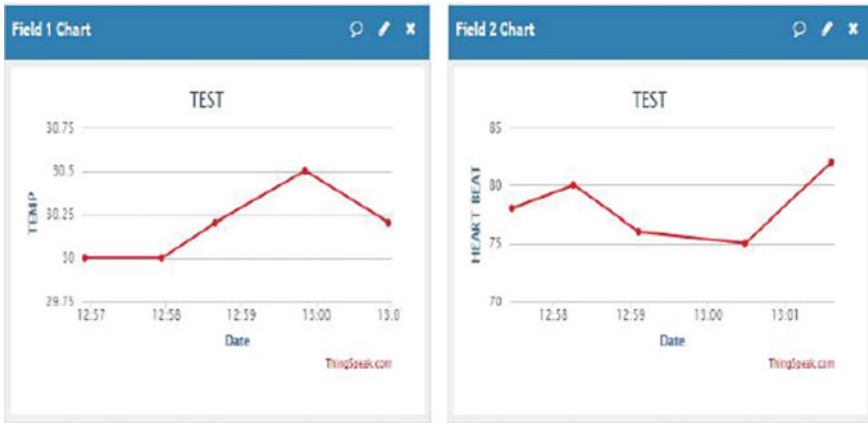 Field 1 Chart
TEST
TEMP
30.75
30.5
30.25
30
29.75
12:57
12:58
12:59
13:00
13:0
Date
ThingSpeak.com
Field 2 Chart
TEST
HEART BEAT
85
80
75
70
12:58
12:59
13:00
13:01
Date
ThingSpeak.com